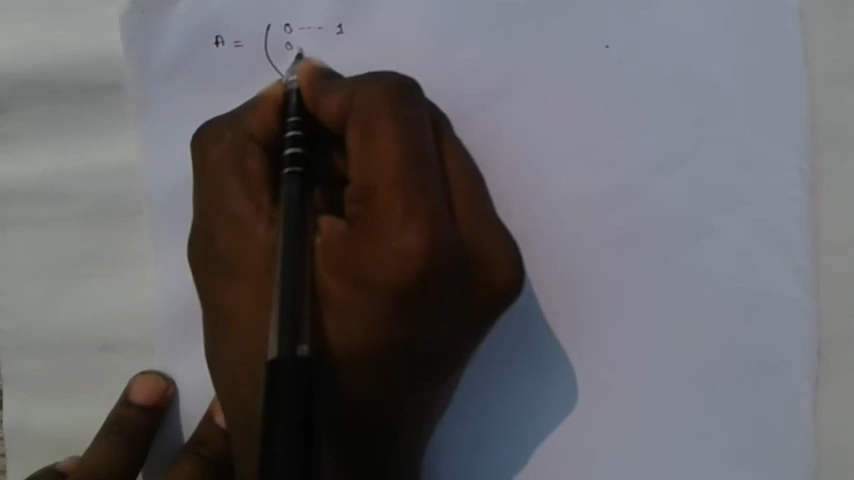 A = ( 0 --- 1
0